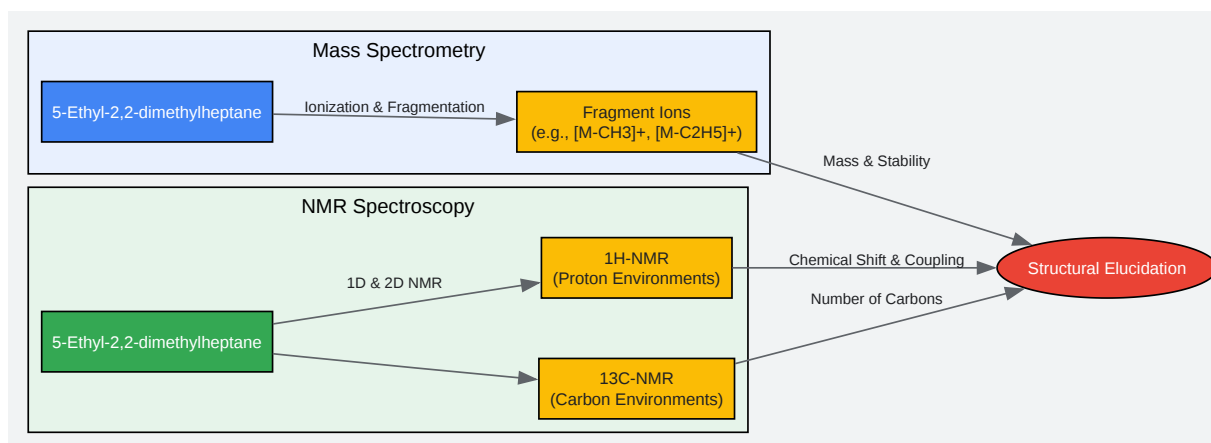 Mass Spectrometry
5-Ethyl-2,2-dimethylheptane
Ionization & Fragmentation
Fragment Ions
(e.g., [M-CH3]+, [M-C2H5]+)
Mass & Stability
NMR Spectroscopy
5-Ethyl-2,2-dimethylheptane
1D & 2D NMR
1H-NMR
(Proton Environments)
Chemical Shift & Coupling
13C-NMR
(Carbon Environments)
Number of Carbons
Structural Elucidation